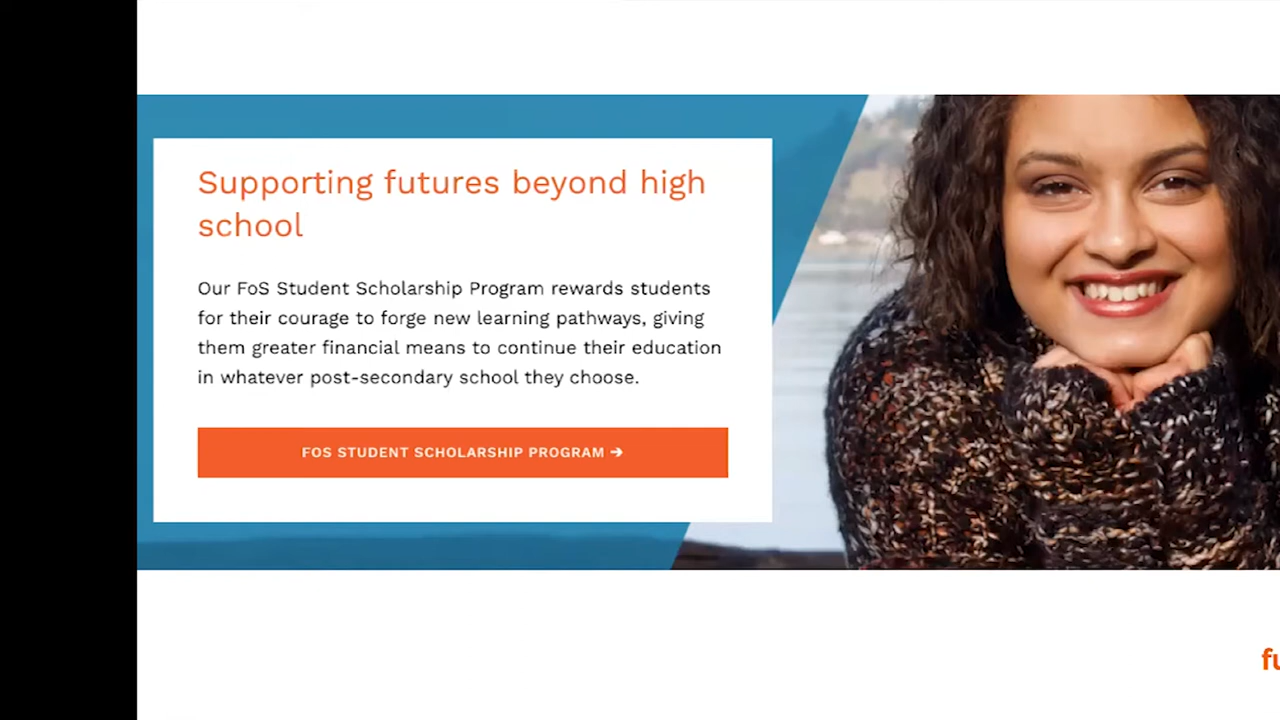 Supporting futures beyond high
school
Our FoS Student Scholarship Program rewards students
for their courage to forge new learning pathways, giving
them greater financial means to continue their education
in whatever post-secondary school they choose.
FOS STUDENT SCHOLARSHIP PROGRAM ➔